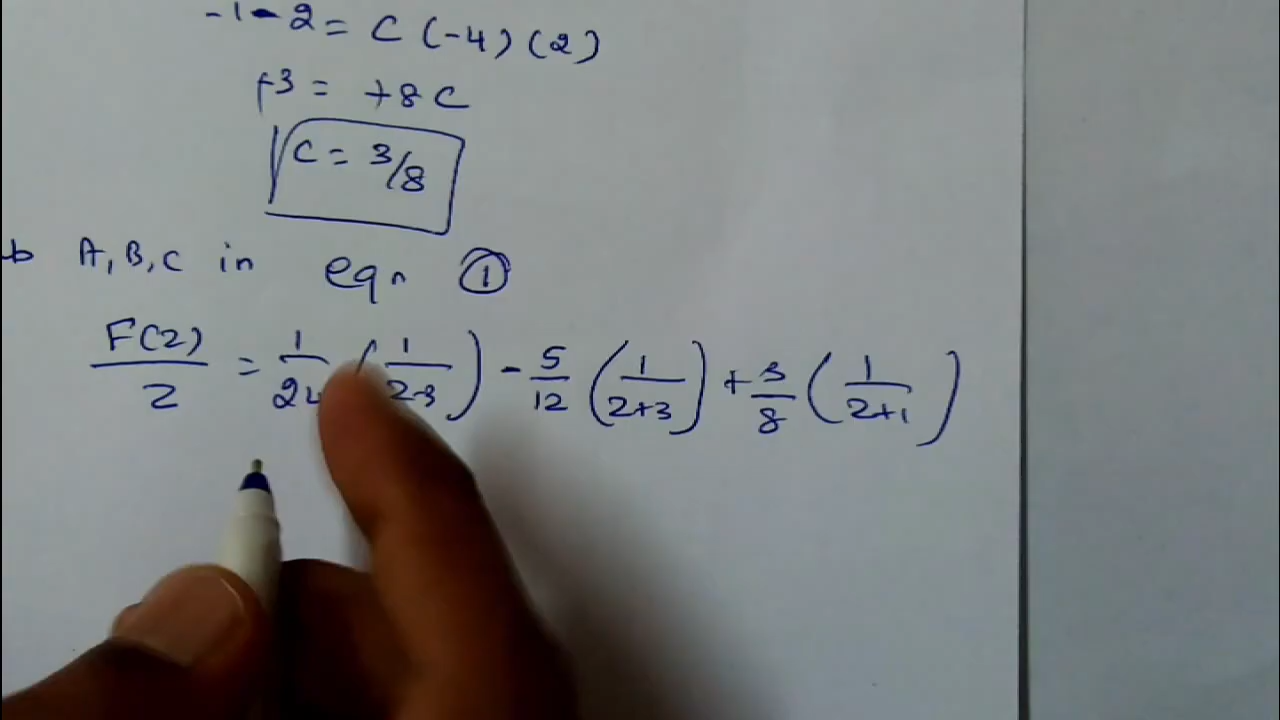 -1-2 = C (-4) (2)
+3 = +8 C
C = 3/8
b A, B, C in eqn ①
F(z)/z = 1/24 (1/(z-3)) - 5/12 (1/(z+3)) + 3/8 (1/(z+1))